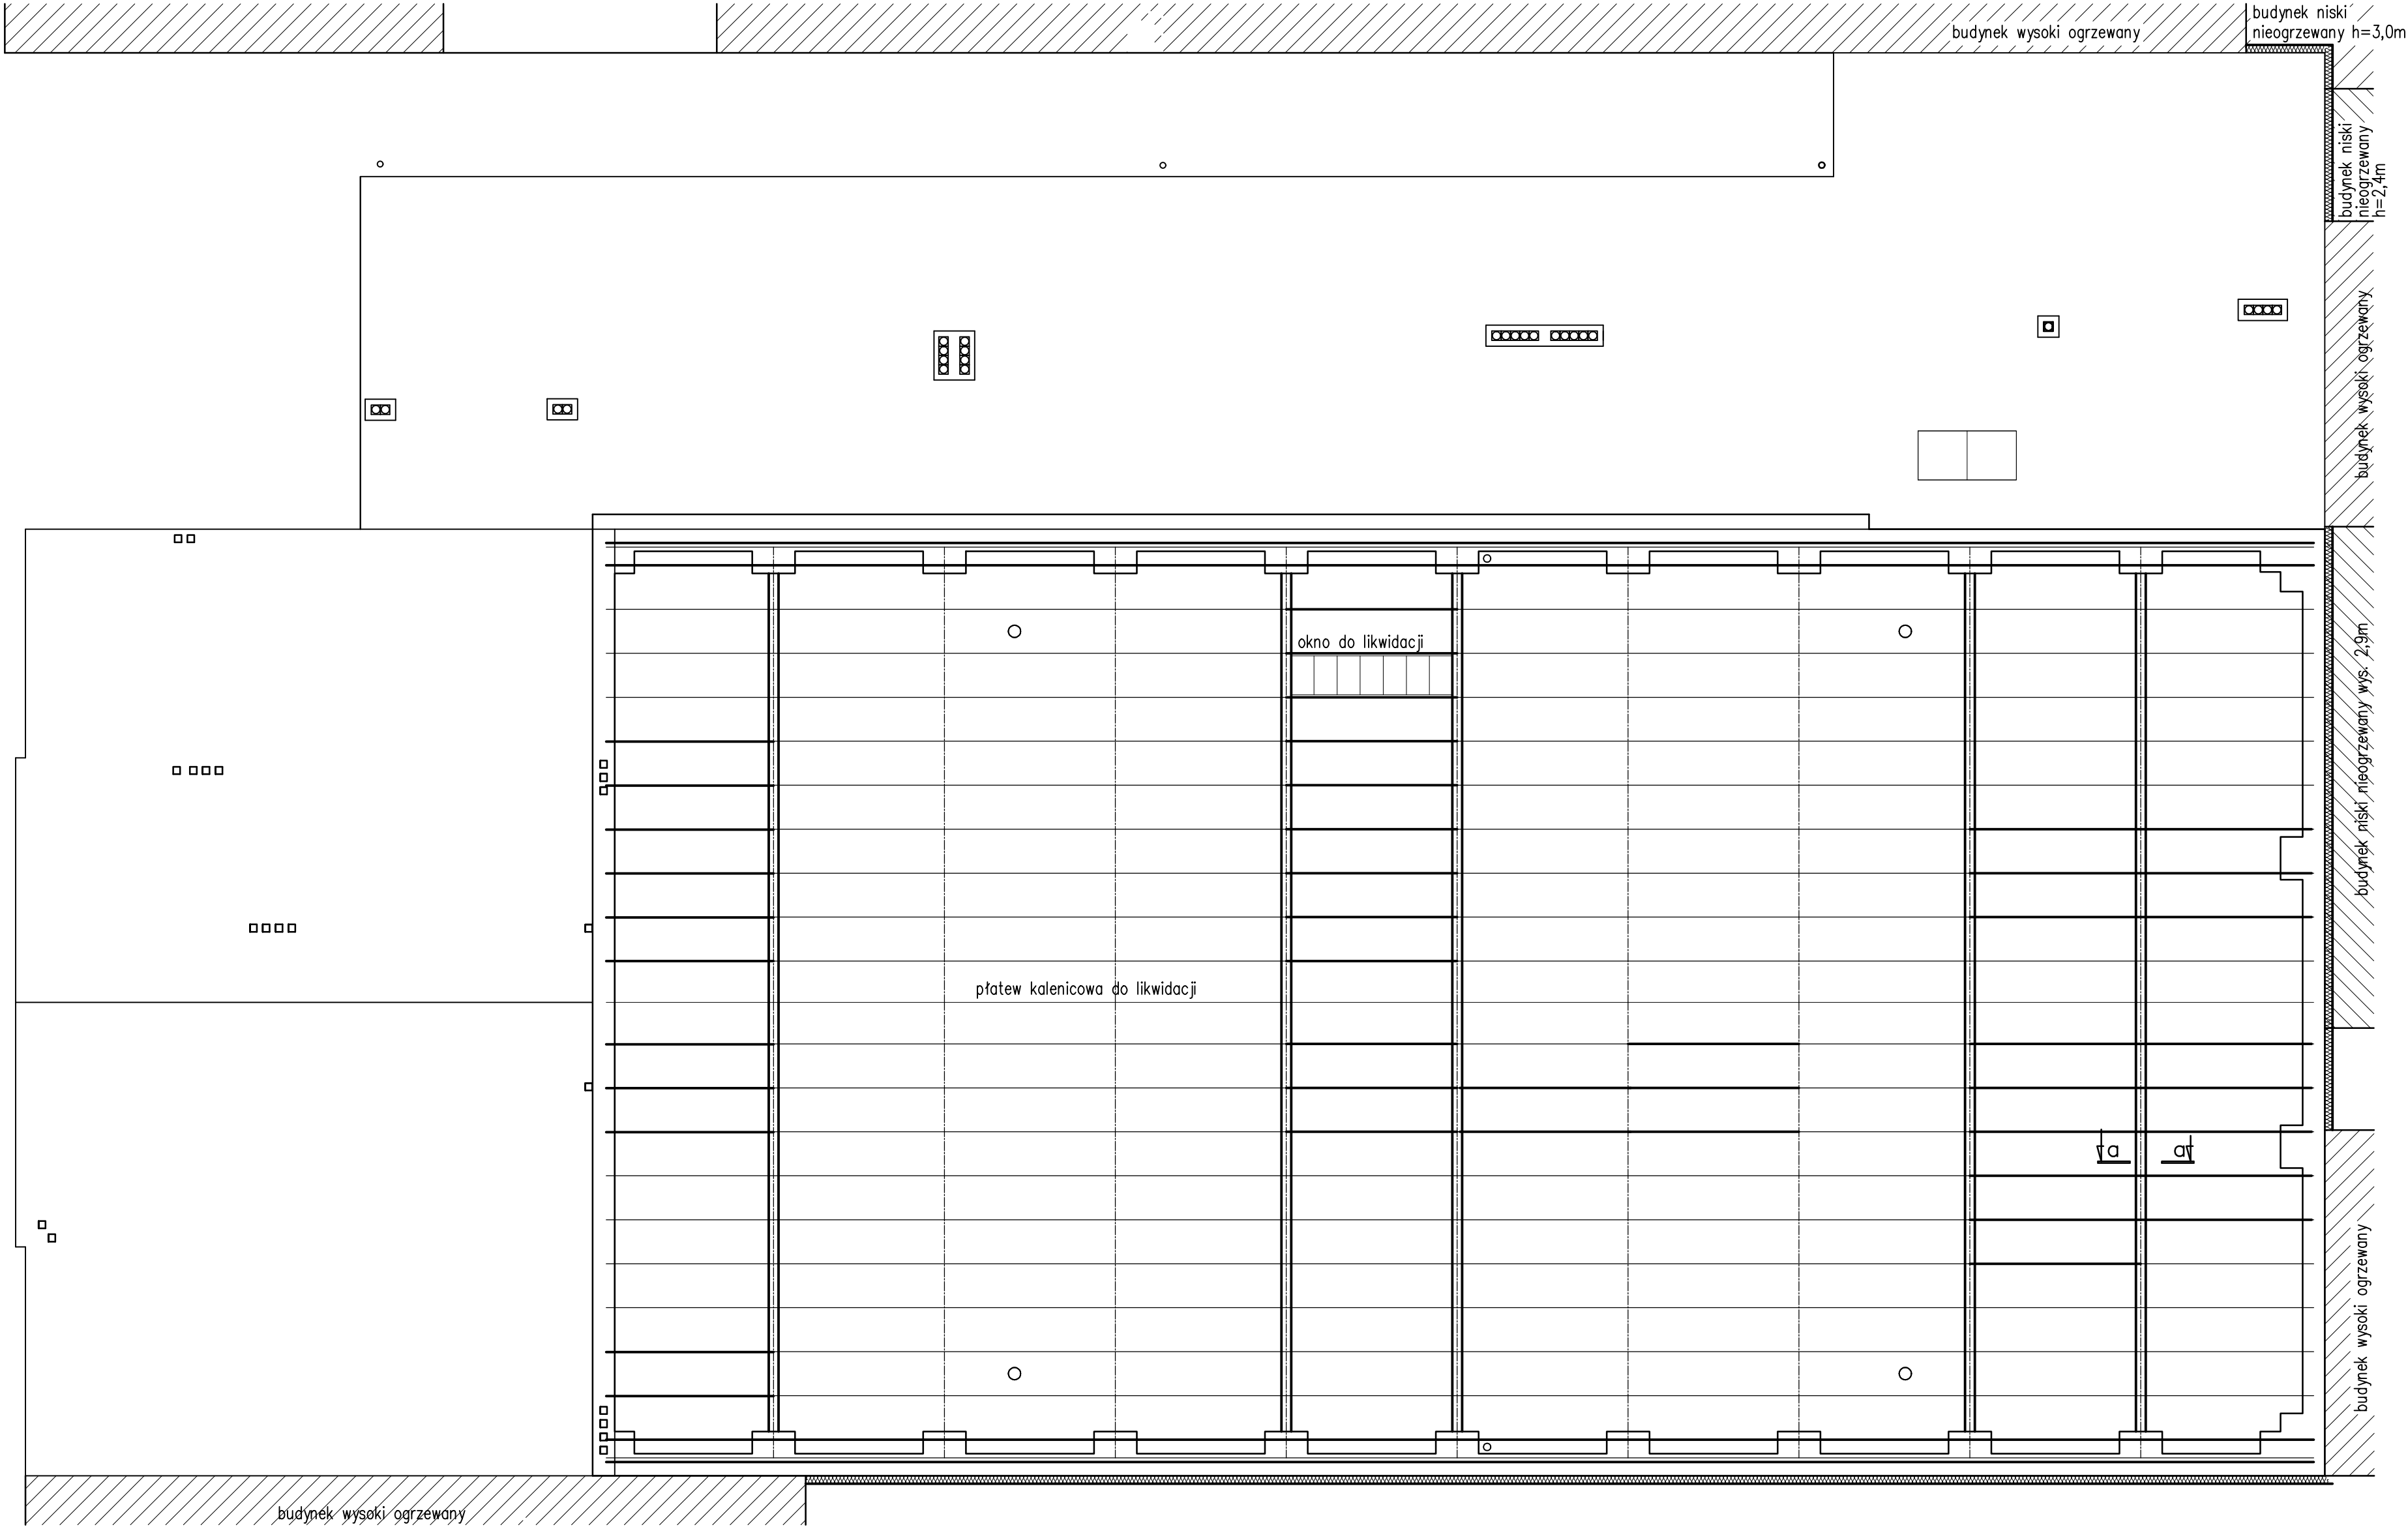 budynek niski
budynek wysoki ogrzewany
nieogrzewany h=3,0m
budynek niski
nieogrzewany
h=2,4m
budynek wysoki ogrzewany
okno do likwidacji
budynek niski nieogrzewany wys. 2,9m
płatew kalenicowa do likwidacji
a
a
budynek wysoki ogrzewany
budynek wysoki ogrzewany